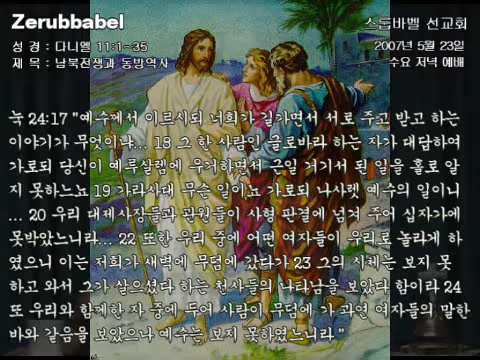 Zerubbabel
스룹바벨 선교회
성 경 : 다니엘 11:1-35
2007년 5월 23일
제 목 : 남북전쟁과 동방역사
수요 저녁 예배
눅 24:17 "예수께서 이르시되 너희가 길가면서 서로 주고 받고 하는
이야기가 무엇이냐... 18 그 한 사람인 글로바라 하는 자가 대답하여
가로되 당신이 예루살렘에 우거하면서 근일 거기서 된 일을 홀로 알
지 못하느뇨 19 가라사대 무슨 일이뇨 가로되 나사렛 예수의 일이니
... 20 우리 대제사장들과 관원들이 사형 판결에 넘겨 주어 십자가에
못박았느니라... 22 또한 우리 중에 어떤 여자들이 우리로 놀라게 하
였으니 이는 저희가 새벽에 무덤에 갔다가 23 그의 시체는 보지 못
하고 와서 그가 살으셨다 하는 천사들의 나타남을 보았다 함이라 24
또 우리와 함께한 자 중에 두어 사람이 무덤에 가 과연 여자들의 말한
바와 같음을 보았으나 예수는 보지 못하였느니라"